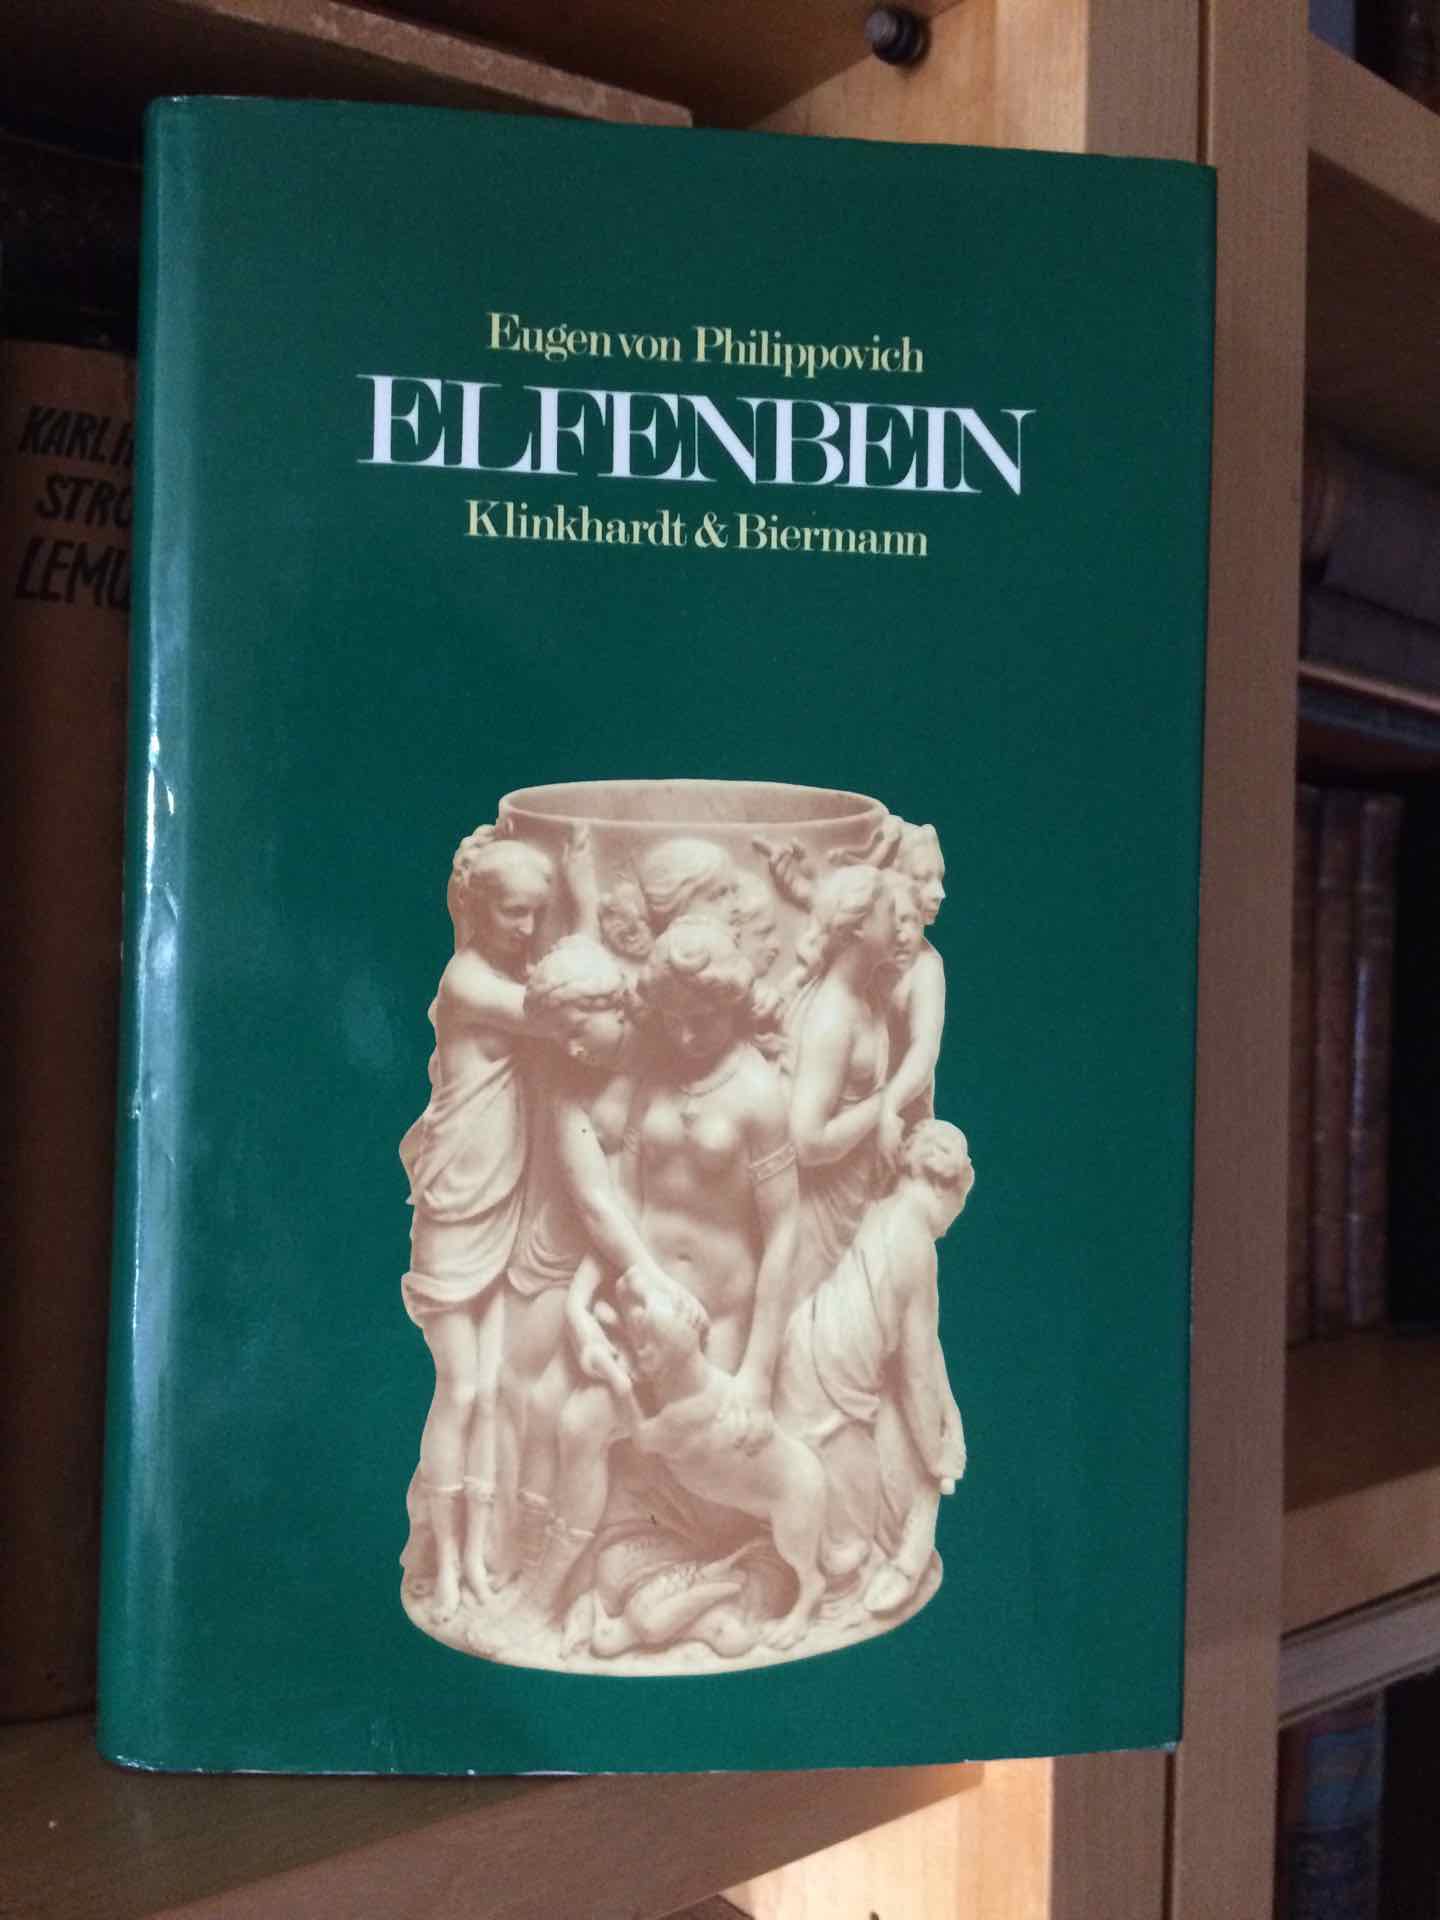 Eugen von Philippovich
ELFENBEIN
Klinkhardt & Biermann